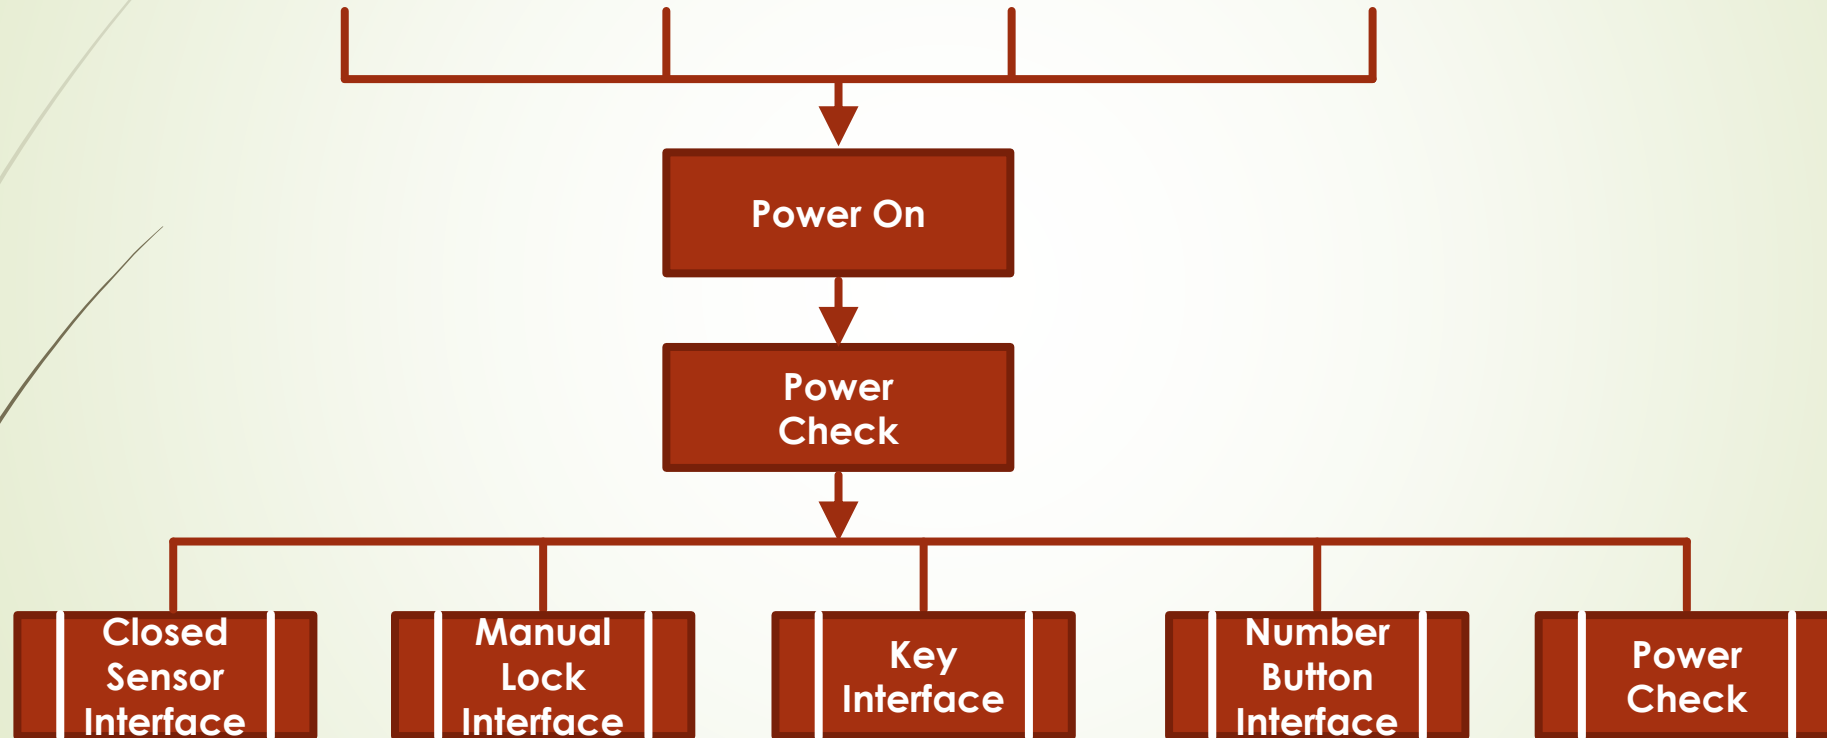 Power On
Power
Check
Closed
Sensor
Interface
Manual
Lock
Interface
Key
Interface
Number
Button
Interface
Power
Check